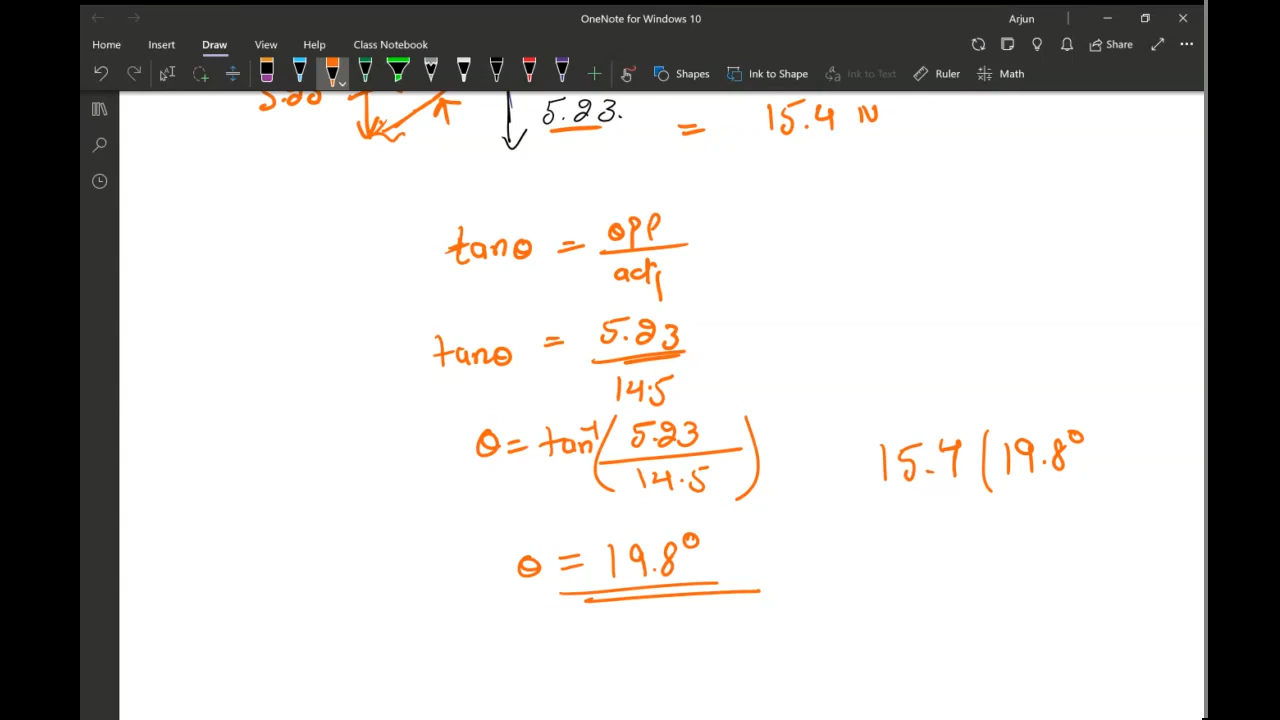 OneNote for Windows 10
Arjun
Home Insert Draw View Help Class Notebook
Share
Shapes Ink to Shape Ink to Text Ruler Math
5.23.
= 15.4 N
tanθ = opp/adj
tanθ = 5.23/14.5
θ = tan⁻¹(5.23/14.5)
15.4 (19.8°
θ = 19.8°